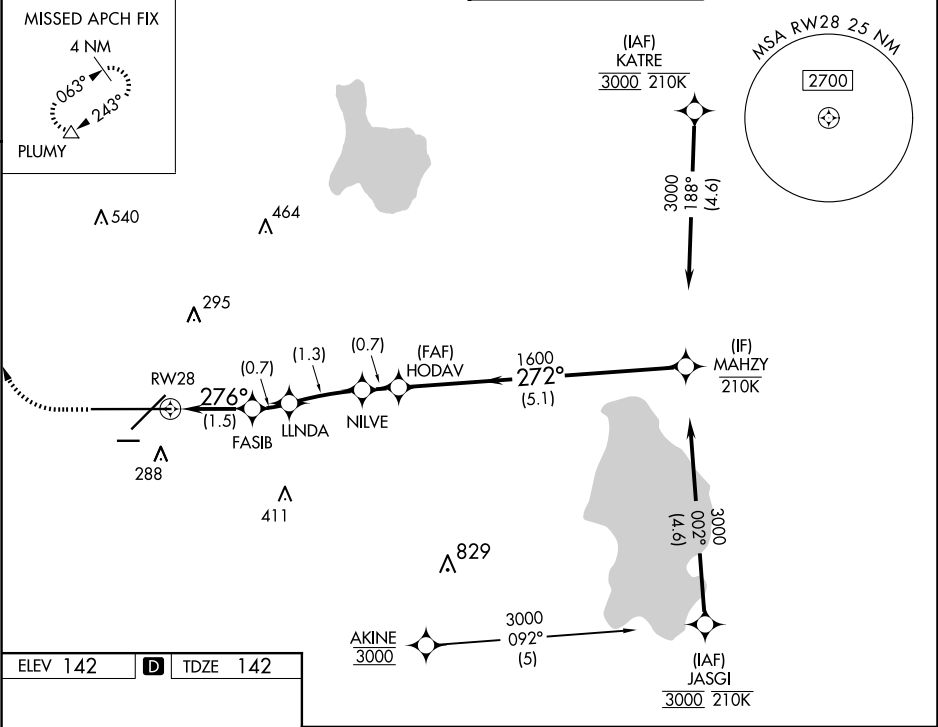 MISSED APCH FIX
4 NM
063°
243°
PLUMY
(IAF)
KATRE
3000 210K
MSA RW28 25 NM
2700
3000
188°
(4.6)
540
464
295
(0.7)
(1.3)
(0.7)
(FAF)
HODAV
1600
272°
(5.1)
(IF)
MAHZY
210K
RW28
276°
(1.5)
FASIB
LLNDA
NILVE
288
411
829
3000
002°
(4.6)
AKINE
3000
3000
092°
(5)
(IAF)
JASGI
3000 210K
ELEV 142 D TDZE 142